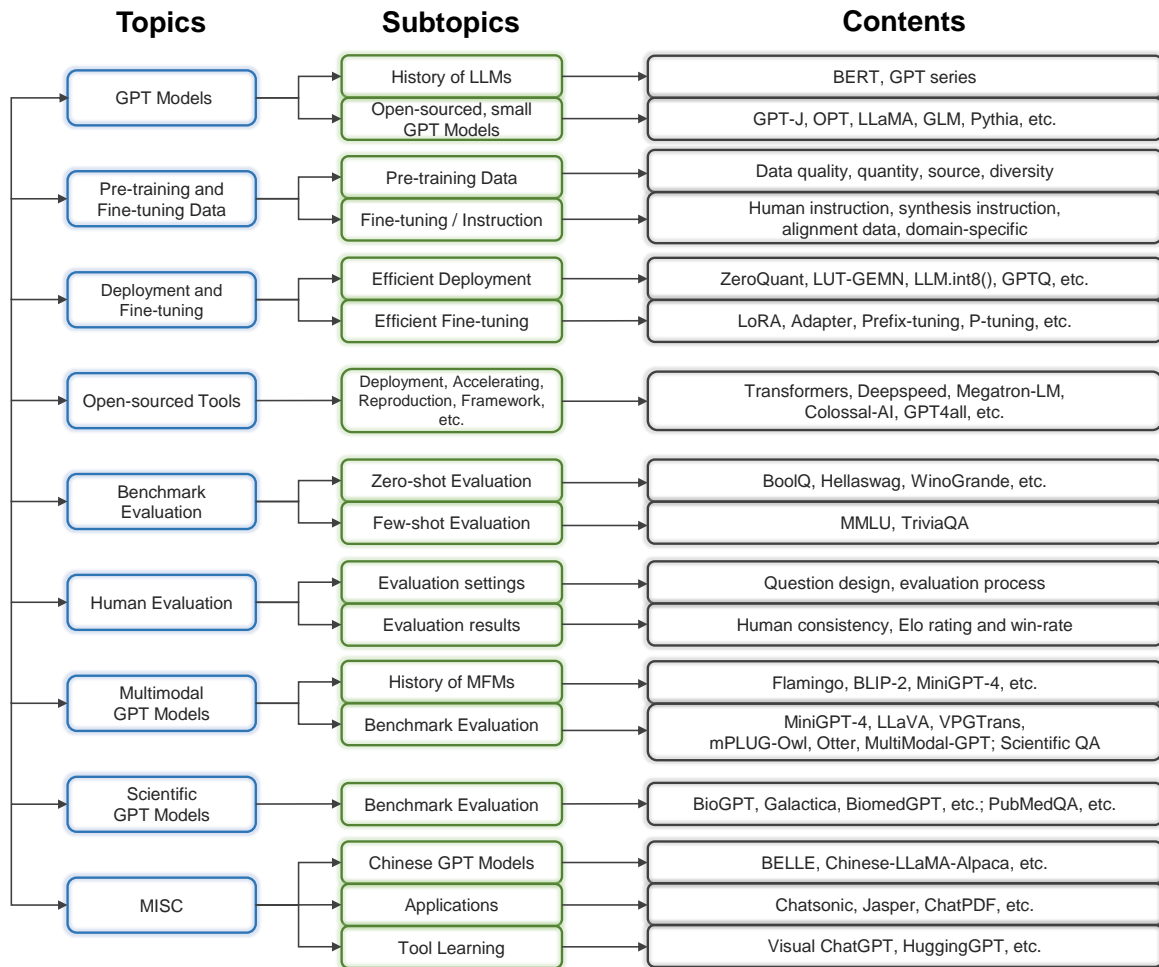 Topics
Subtopics
Contents
GPT Models
History of LLMs
BERT, GPT series
Open-sourced, small
GPT Models
GPT-J, OPT, LLaMA, GLM, Pythia, etc.
Pre-training and
Fine-tuning Data
Pre-training Data
Data quality, quantity, source, diversity
Fine-tuning / Instruction
Human instruction, synthesis instruction,
alignment data, domain-specific
Deployment and
Fine-tuning
Efficient Deployment
ZeroQuant, LUT-GEMN, LLM.int8(), GPTQ, etc.
Efficient Fine-tuning
LoRA, Adapter, Prefix-tuning, P-tuning, etc.
Open-sourced Tools
Deployment, Accelerating,
Reproduction, Framework,
etc.
Transformers, Deepspeed, Megatron-LM,
Colossal-AI, GPT4all, etc.
Benchmark
Evaluation
Zero-shot Evaluation
BoolQ, Hellaswag, WinoGrande, etc.
Few-shot Evaluation
MMLU, TriviaQA
Human Evaluation
Evaluation settings
Question design, evaluation process
Evaluation results
Human consistency, Elo rating and win-rate
Multimodal
GPT Models
History of MFMs
Flamingo, BLIP-2, MiniGPT-4, etc.
Benchmark Evaluation
MiniGPT-4, LLaVA, VPGTrans,
mPLUG-Owl, Otter, MultiModal-GPT; Scientific QA
Scientific
GPT Models
Benchmark Evaluation
BioGPT, Galactica, BiomedGPT, etc.; PubMedQA, etc.
MISC
Chinese GPT Models
BELLE, Chinese-LLaMA-Alpaca, etc.
Applications
Chatsonic, Jasper, ChatPDF, etc.
Tool Learning
Visual ChatGPT, HuggingGPT, etc.